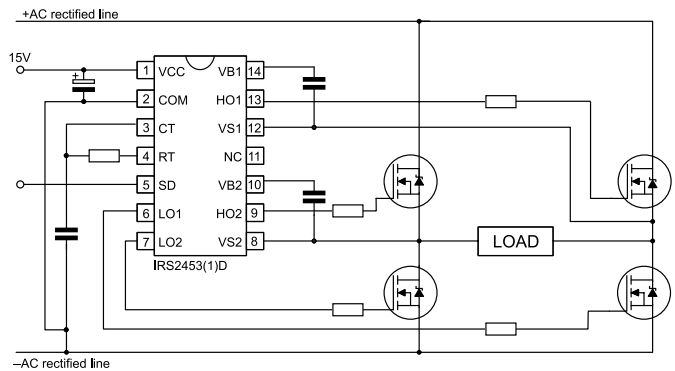 +AC rectified line
15V
+
1 VCC VB1 14
2 COM HO1 13
3 CT VS1 12
4 RT NC 11
5 SD VB2 10
6 LO1 HO2 9
7 LO2 VS2 8
LOAD
IRS2453(1)D
–AC rectified line